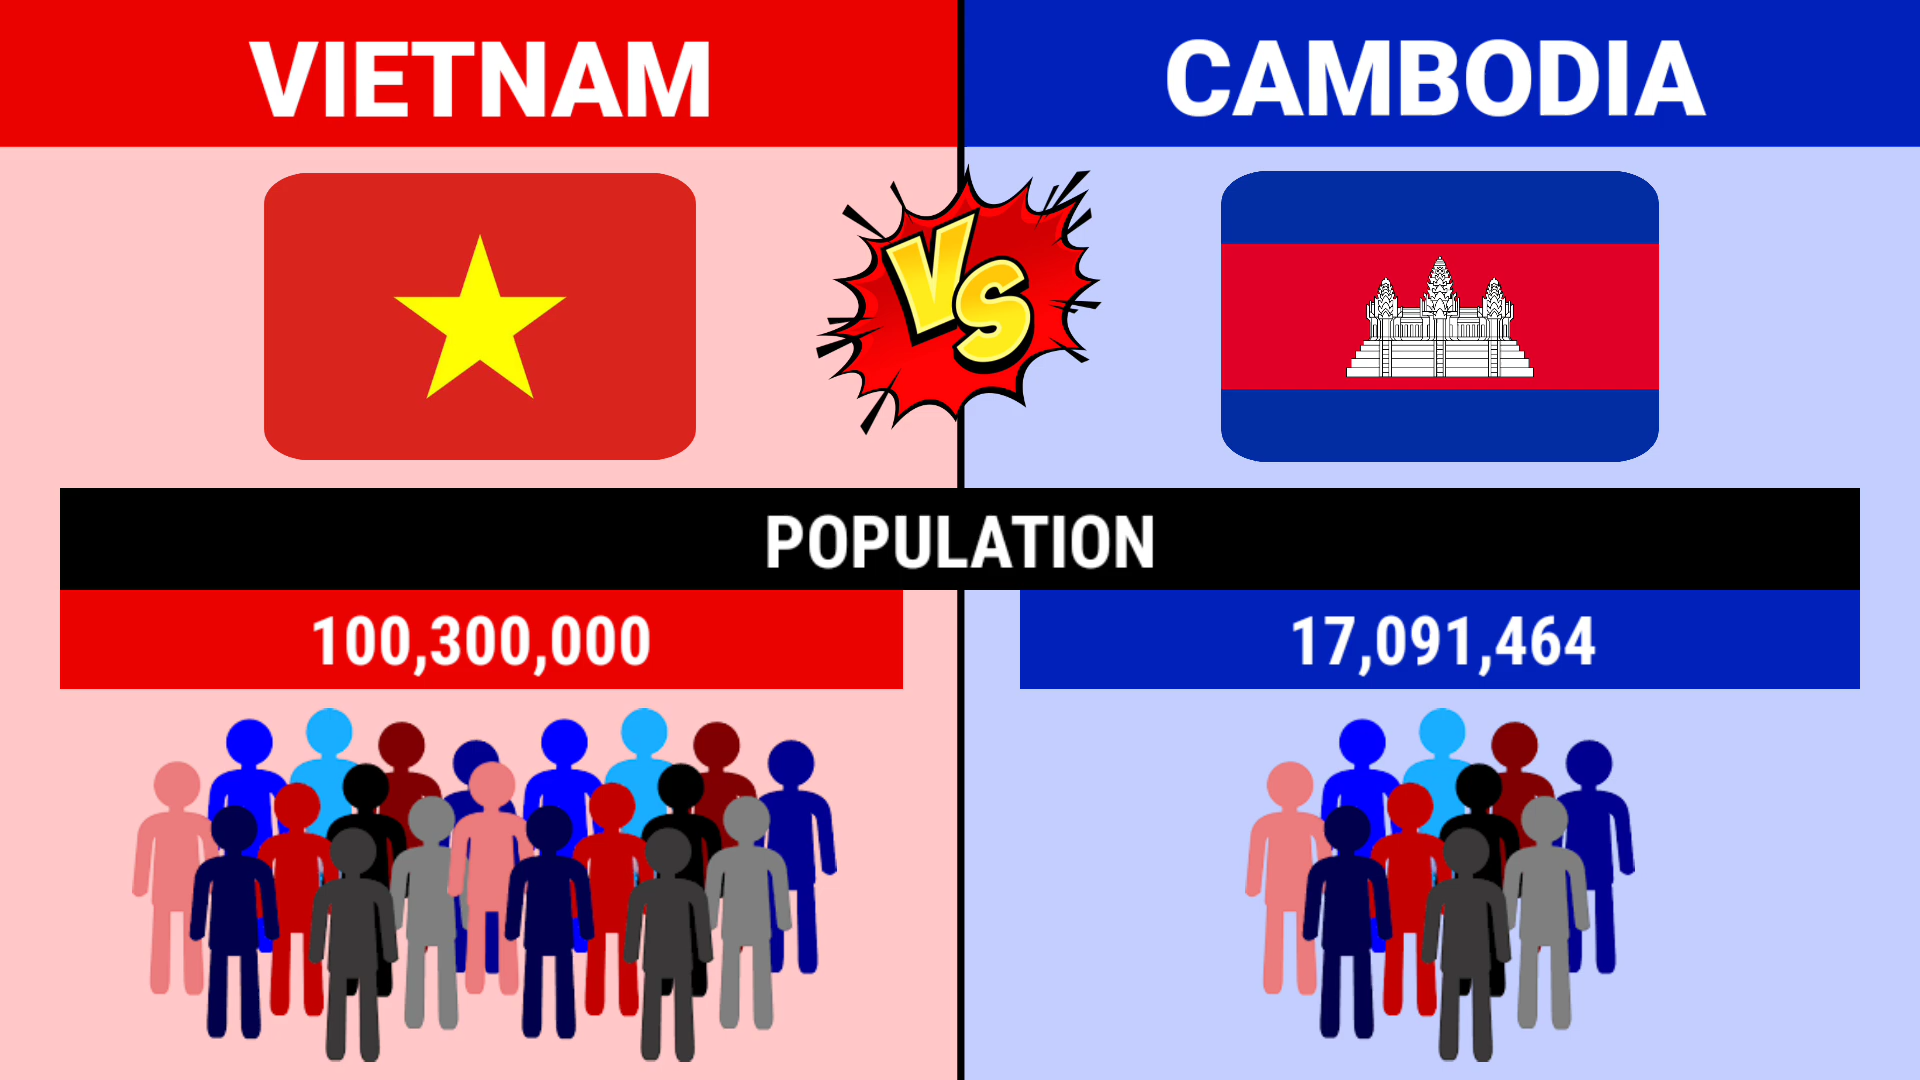 VIETNAM
CAMBODIA
VS
POPULATION
100,300,000
17,091,464